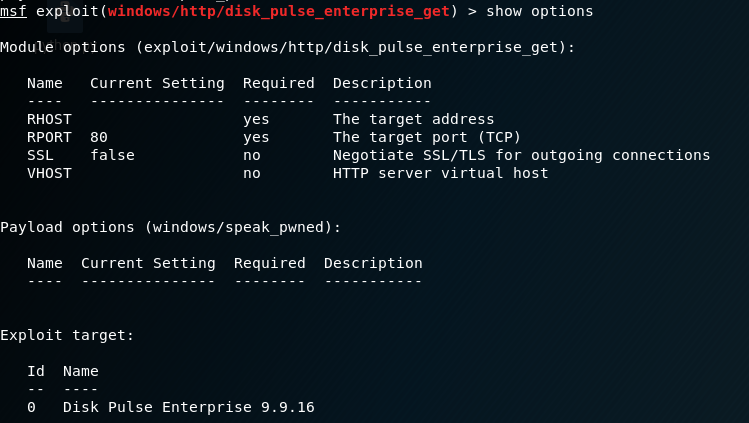 msf exploit(windows/http/disk_pulse_enterprise_get) > show options
Module options (exploit/windows/http/disk_pulse_enterprise_get):
Name   Current Setting  Required  Description
----   ---------------  --------  -----------
RHOST                   yes       The target address
RPORT  80               yes       The target port (TCP)
SSL    false            no        Negotiate SSL/TLS for outgoing connections
VHOST                   no        HTTP server virtual host
Payload options (windows/speak_pwned):
Name  Current Setting  Required  Description
----  ---------------  --------  -----------
Exploit target:
Id  Name
--  ----
0   Disk Pulse Enterprise 9.9.16